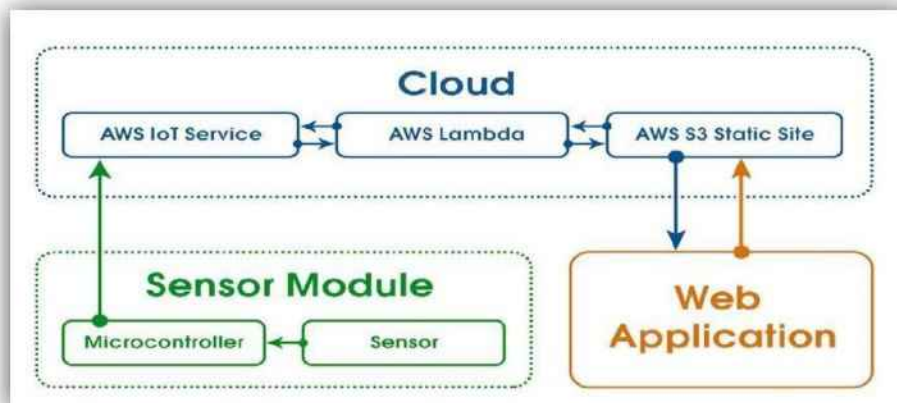 Cloud
AWS IoT Service
AWS Lambda
AWS S3 Static Site
Sensor Module
Microcontroller
Sensor
Web
Application